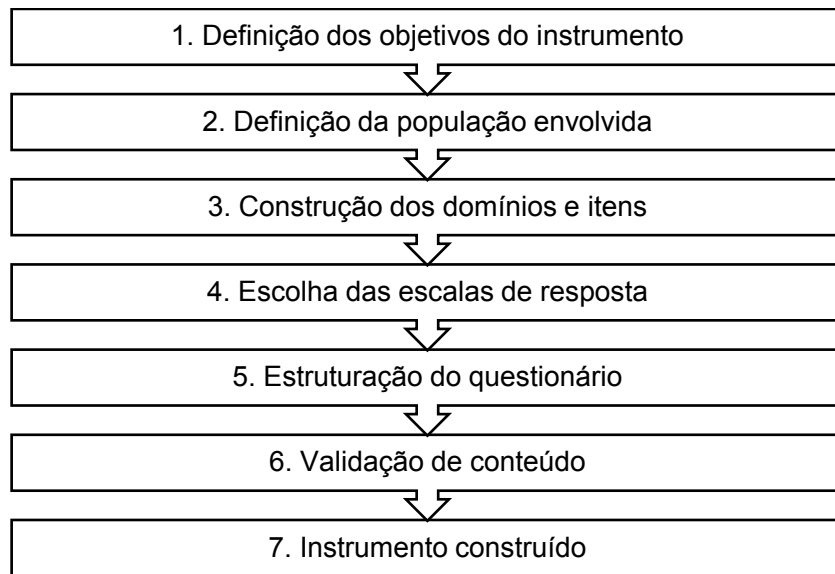 1. Definição dos objetivos do instrumento
2. Definição da população envolvida
3. Construção dos domínios e itens
4. Escolha das escalas de resposta
5. Estruturação do questionário
6. Validação de conteúdo
7. Instrumento construído